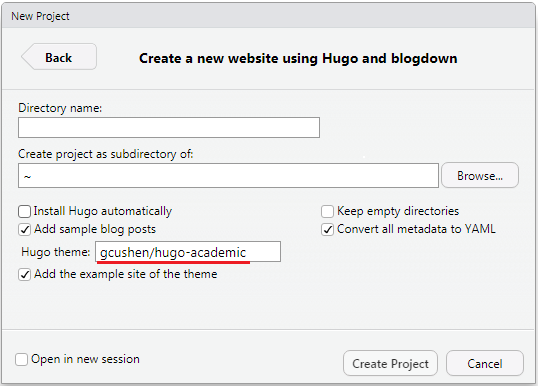 New Project
Back
Create a new website using Hugo and blogdown
Directory name:
Create project as subdirectory of:
~
Browse...
Install Hugo automatically
Keep empty directories
Add sample blog posts
Convert all metadata to YAML
Hugo theme: gcushen/hugo-academic
Add the example site of the theme
Open in new session
Create Project
Cancel